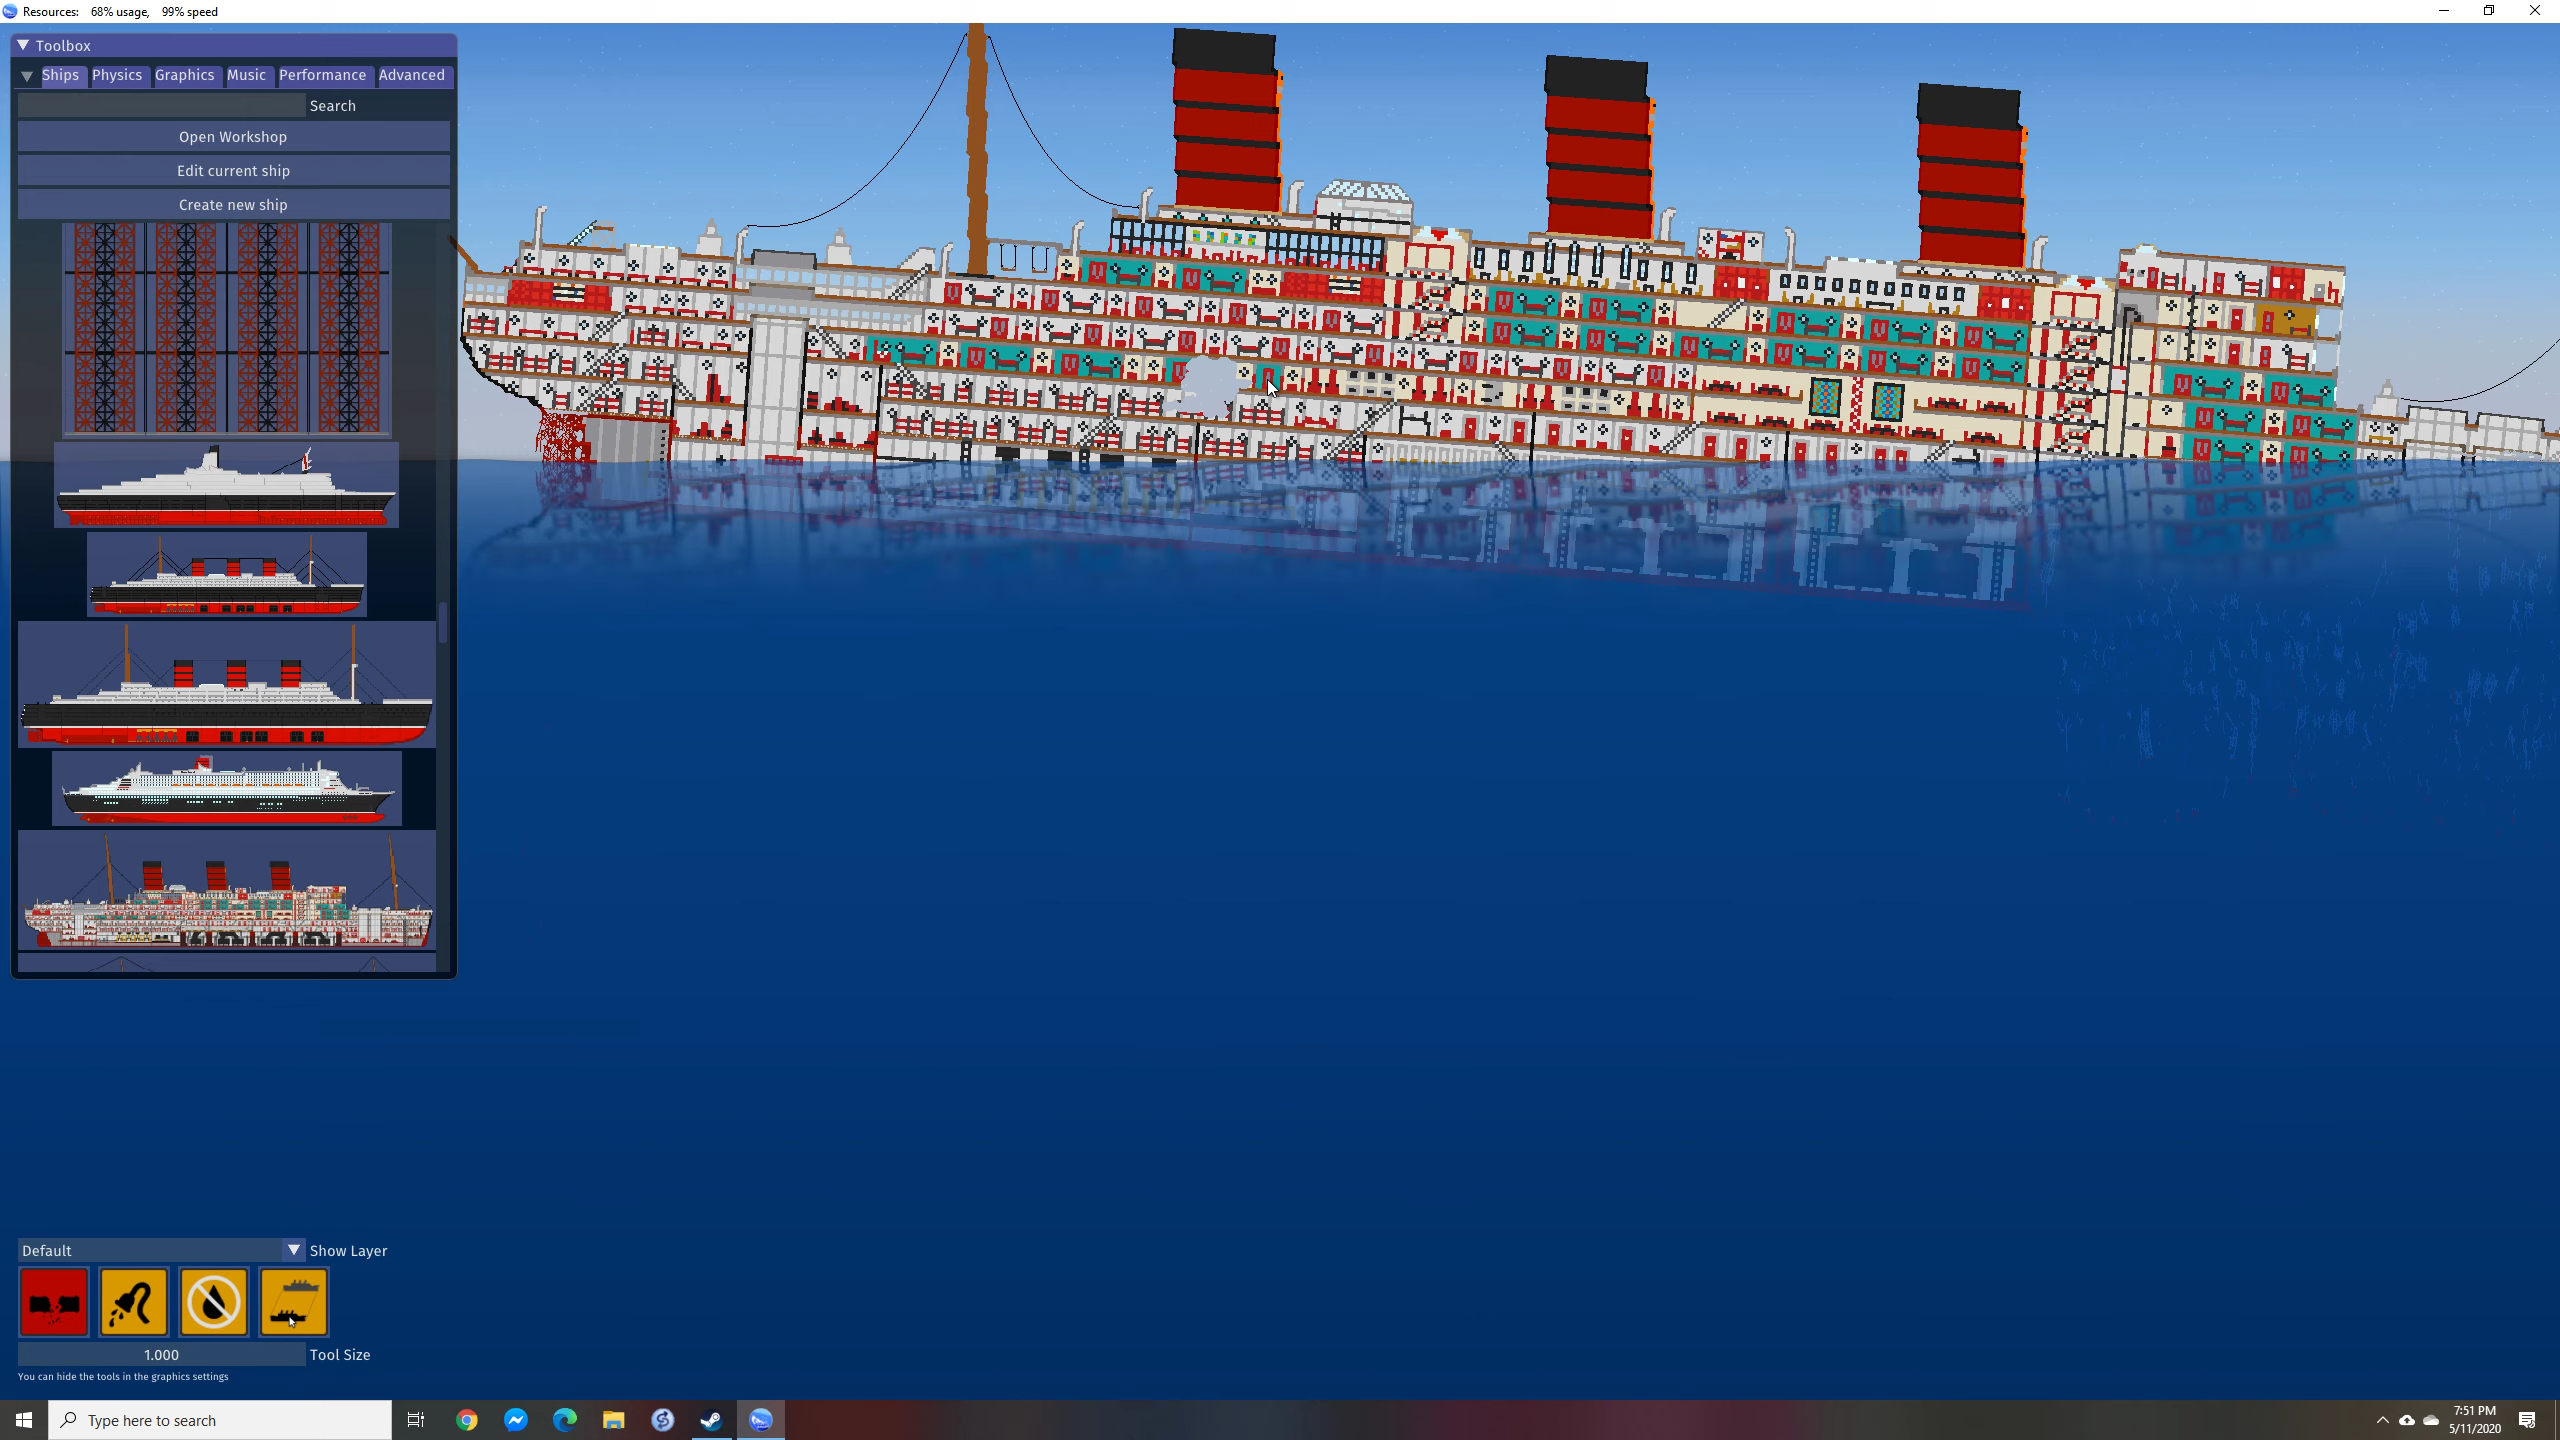 Resources: 68% usage, 99% speed
Toolbox
Ships Physics Graphics Music Performance Advanced
Search
Open Workshop
Edit current ship
Create new ship
Default Show Layer
1.000 Tool Size
You can hide the tools in the graphics settings
Type here to search
7:51 PM
5/11/2020